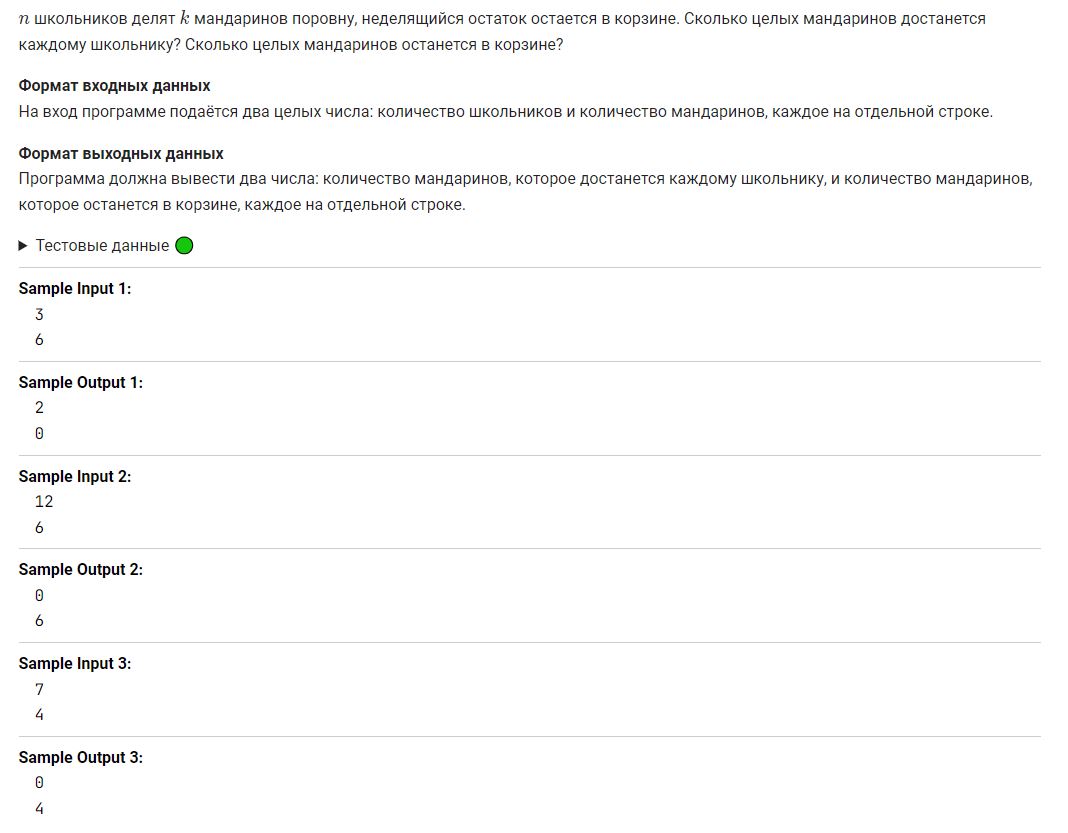 n школьников делят k мандаринов поровну, неделящийся остаток остается в корзине. Сколько целых мандаринов достанется
каждому школьнику? Сколько целых мандаринов останется в корзине?
Формат входных данных
На вход программе подаётся два целых числа: количество школьников и количество мандаринов, каждое на отдельной строке.
Формат выходных данных
Программа должна вывести два числа: количество мандаринов, которое достанется каждому школьнику, и количество мандаринов,
которое останется в корзине, каждое на отдельной строке.
Тестовые данные
Sample Input 1:
3
6
Sample Output 1:
2
0
Sample Input 2:
12
6
Sample Output 2:
0
6
Sample Input 3:
7
4
Sample Output 3:
0
4